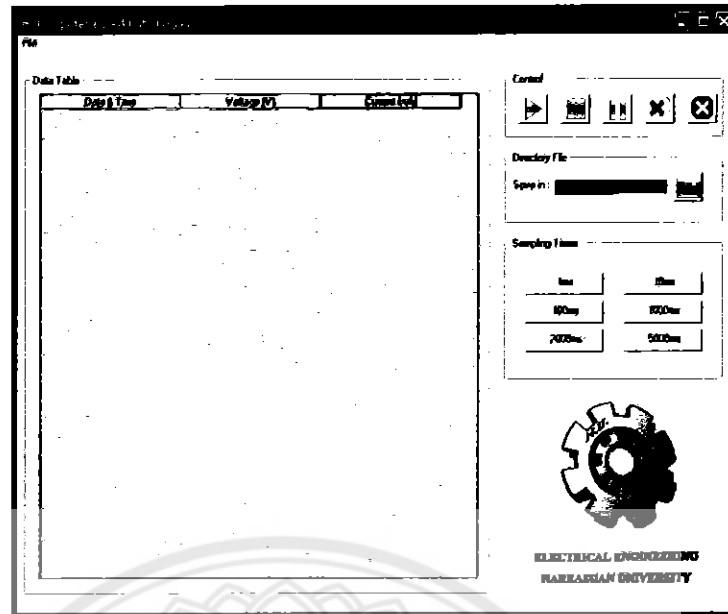 File
Data Table
Date & Time Voltage (V) Current (mA)
Control
Directory File
Save in :
Sampling Times
1ms 10ms
100ms 1000ms
2000ms 5000ms
ELECTRICAL ENGINEERING
NARESUAN UNIVERSITY